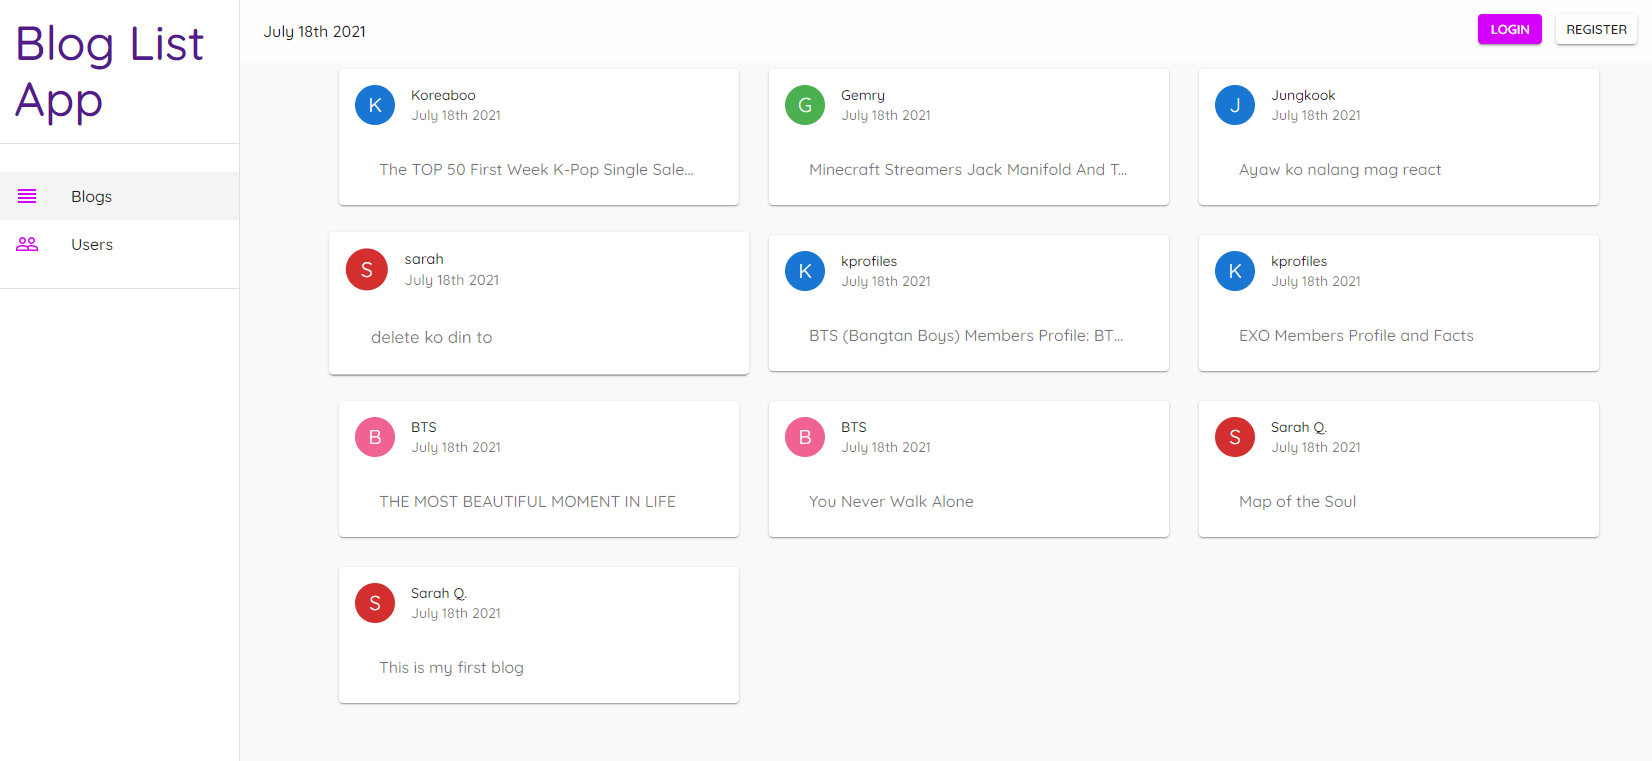 Blog List
App
Blogs
Users
July 18th 2021
LOGIN
REGISTER
K
Koreaboo
July 18th 2021
The TOP 50 First Week K-Pop Single Sale...
G
Gemry
July 18th 2021
Minecraft Streamers Jack Manifold And T...
J
Jungkook
July 18th 2021
Ayaw ko nalang mag react
S
sarah
July 18th 2021
delete ko din to
K
kprofiles
July 18th 2021
BTS (Bangtan Boys) Members Profile: BT...
K
kprofiles
July 18th 2021
EXO Members Profile and Facts
B
BTS
July 18th 2021
THE MOST BEAUTIFUL MOMENT IN LIFE
B
BTS
July 18th 2021
You Never Walk Alone
S
Sarah Q.
July 18th 2021
Map of the Soul
S
Sarah Q.
July 18th 2021
This is my first blog